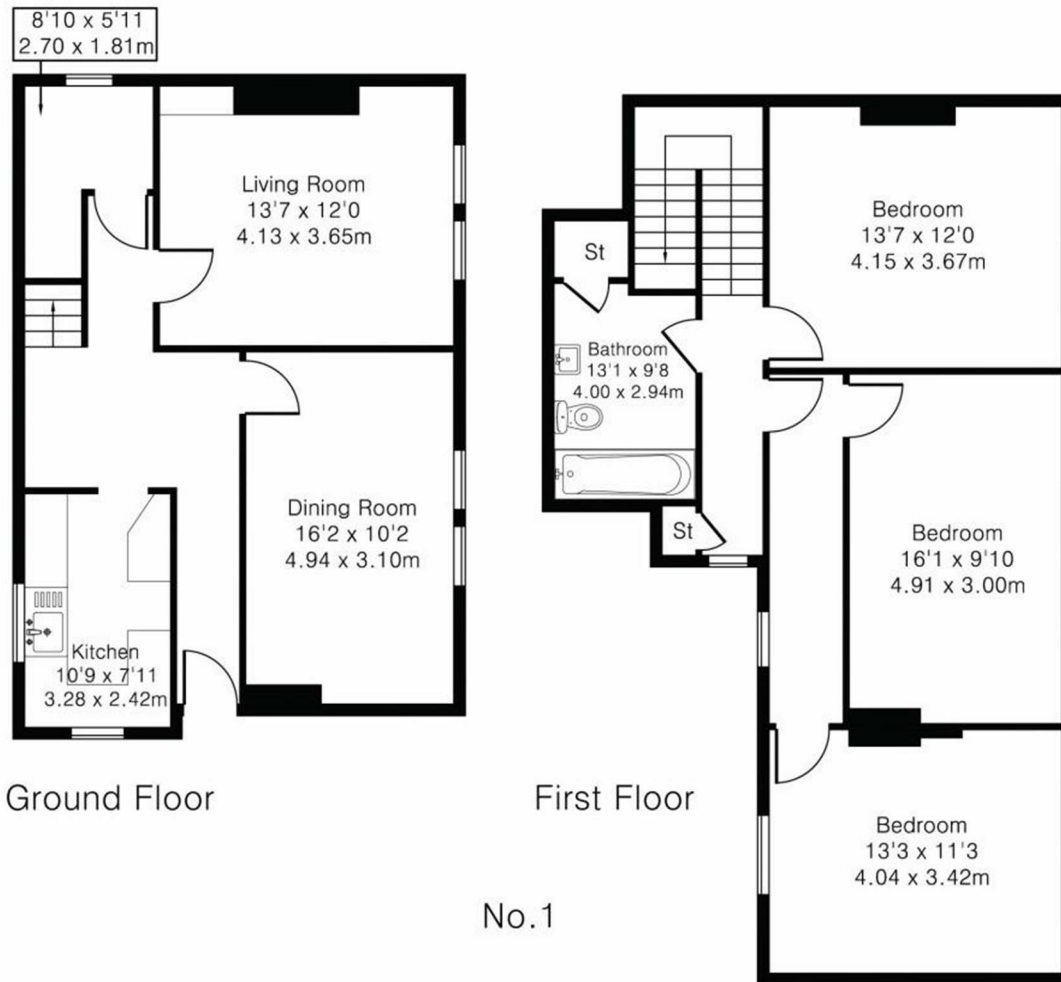 8'10 x 5'11
2.70 x 1.81m
Living Room
13'7 x 12'0
4.13 x 3.65m
Dining Room
16'2 x 10'2
4.94 x 3.10m
Kitchen
10'9 x 7'11
3.28 x 2.42m
Ground Floor
St
Bedroom
13'7 x 12'0
4.15 x 3.67m
Bathroom
13'1 x 9'8
4.00 x 2.94m
St
Bedroom
16'1 x 9'10
4.91 x 3.00m
Bedroom
13'3 x 11'3
4.04 x 3.42m
First Floor
No.1